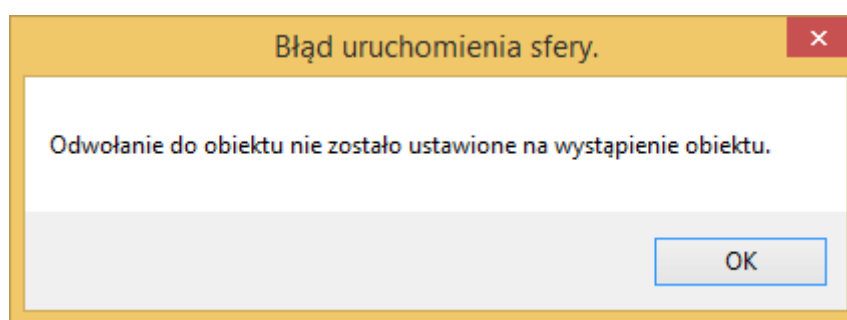 Błąd uruchomienia sfery.
Odwołanie do obiektu nie zostało ustawione na wystąpienie obiektu.
OK